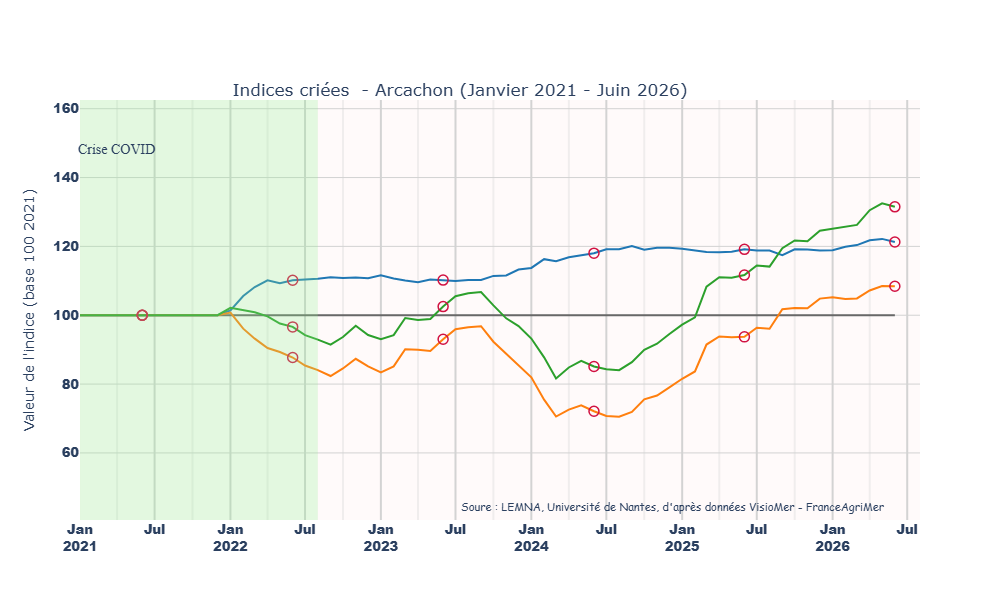 Indices criées  - Arcachon (Janvier 2021 - Juin 2026)
160
Crise COVID
140
120
100
80
60
Valeur de l'indice (base 100 2021)
Soure : LEMNA, Université de Nantes, d'après données VisioMer - FranceAgriMer
Jan Jul Jan Jul Jan Jul Jan Jul Jan Jul Jan Jul
2021 2022 2023 2024 2025 2026